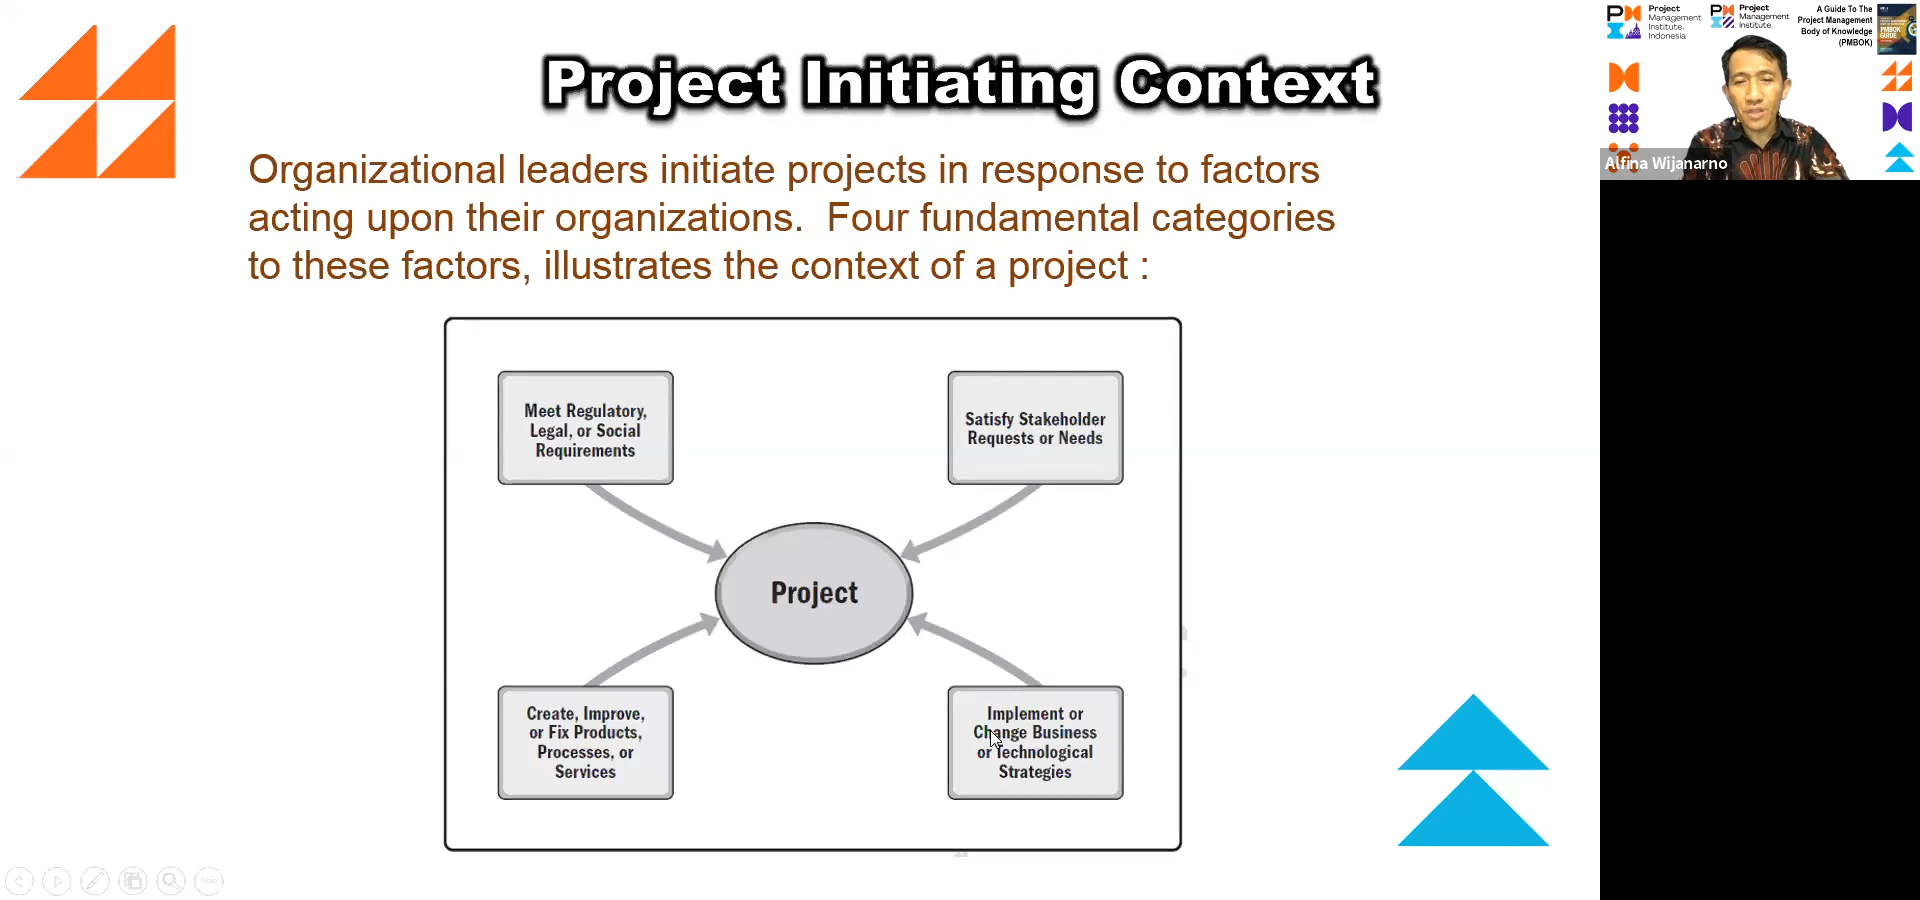 Project Initiating Context
Organizational leaders initiate projects in response to factors
acting upon their organizations.  Four fundamental categories
to these factors, illustrates the context of a project :
Meet Regulatory,
Legal, or Social
Requirements
Satisfy Stakeholder
Requests or Needs
Project
Create, Improve,
or Fix Products,
Processes, or
Services
Implement or
Change Business
or Technological
Strategies
Project
Management
Institute.
Indonesia
Project
Management
Institute.
A Guide To The
Project Management
Body of Knowledge
(PMBOK)
PMBOK
GUIDE
Alfina Wijanarno